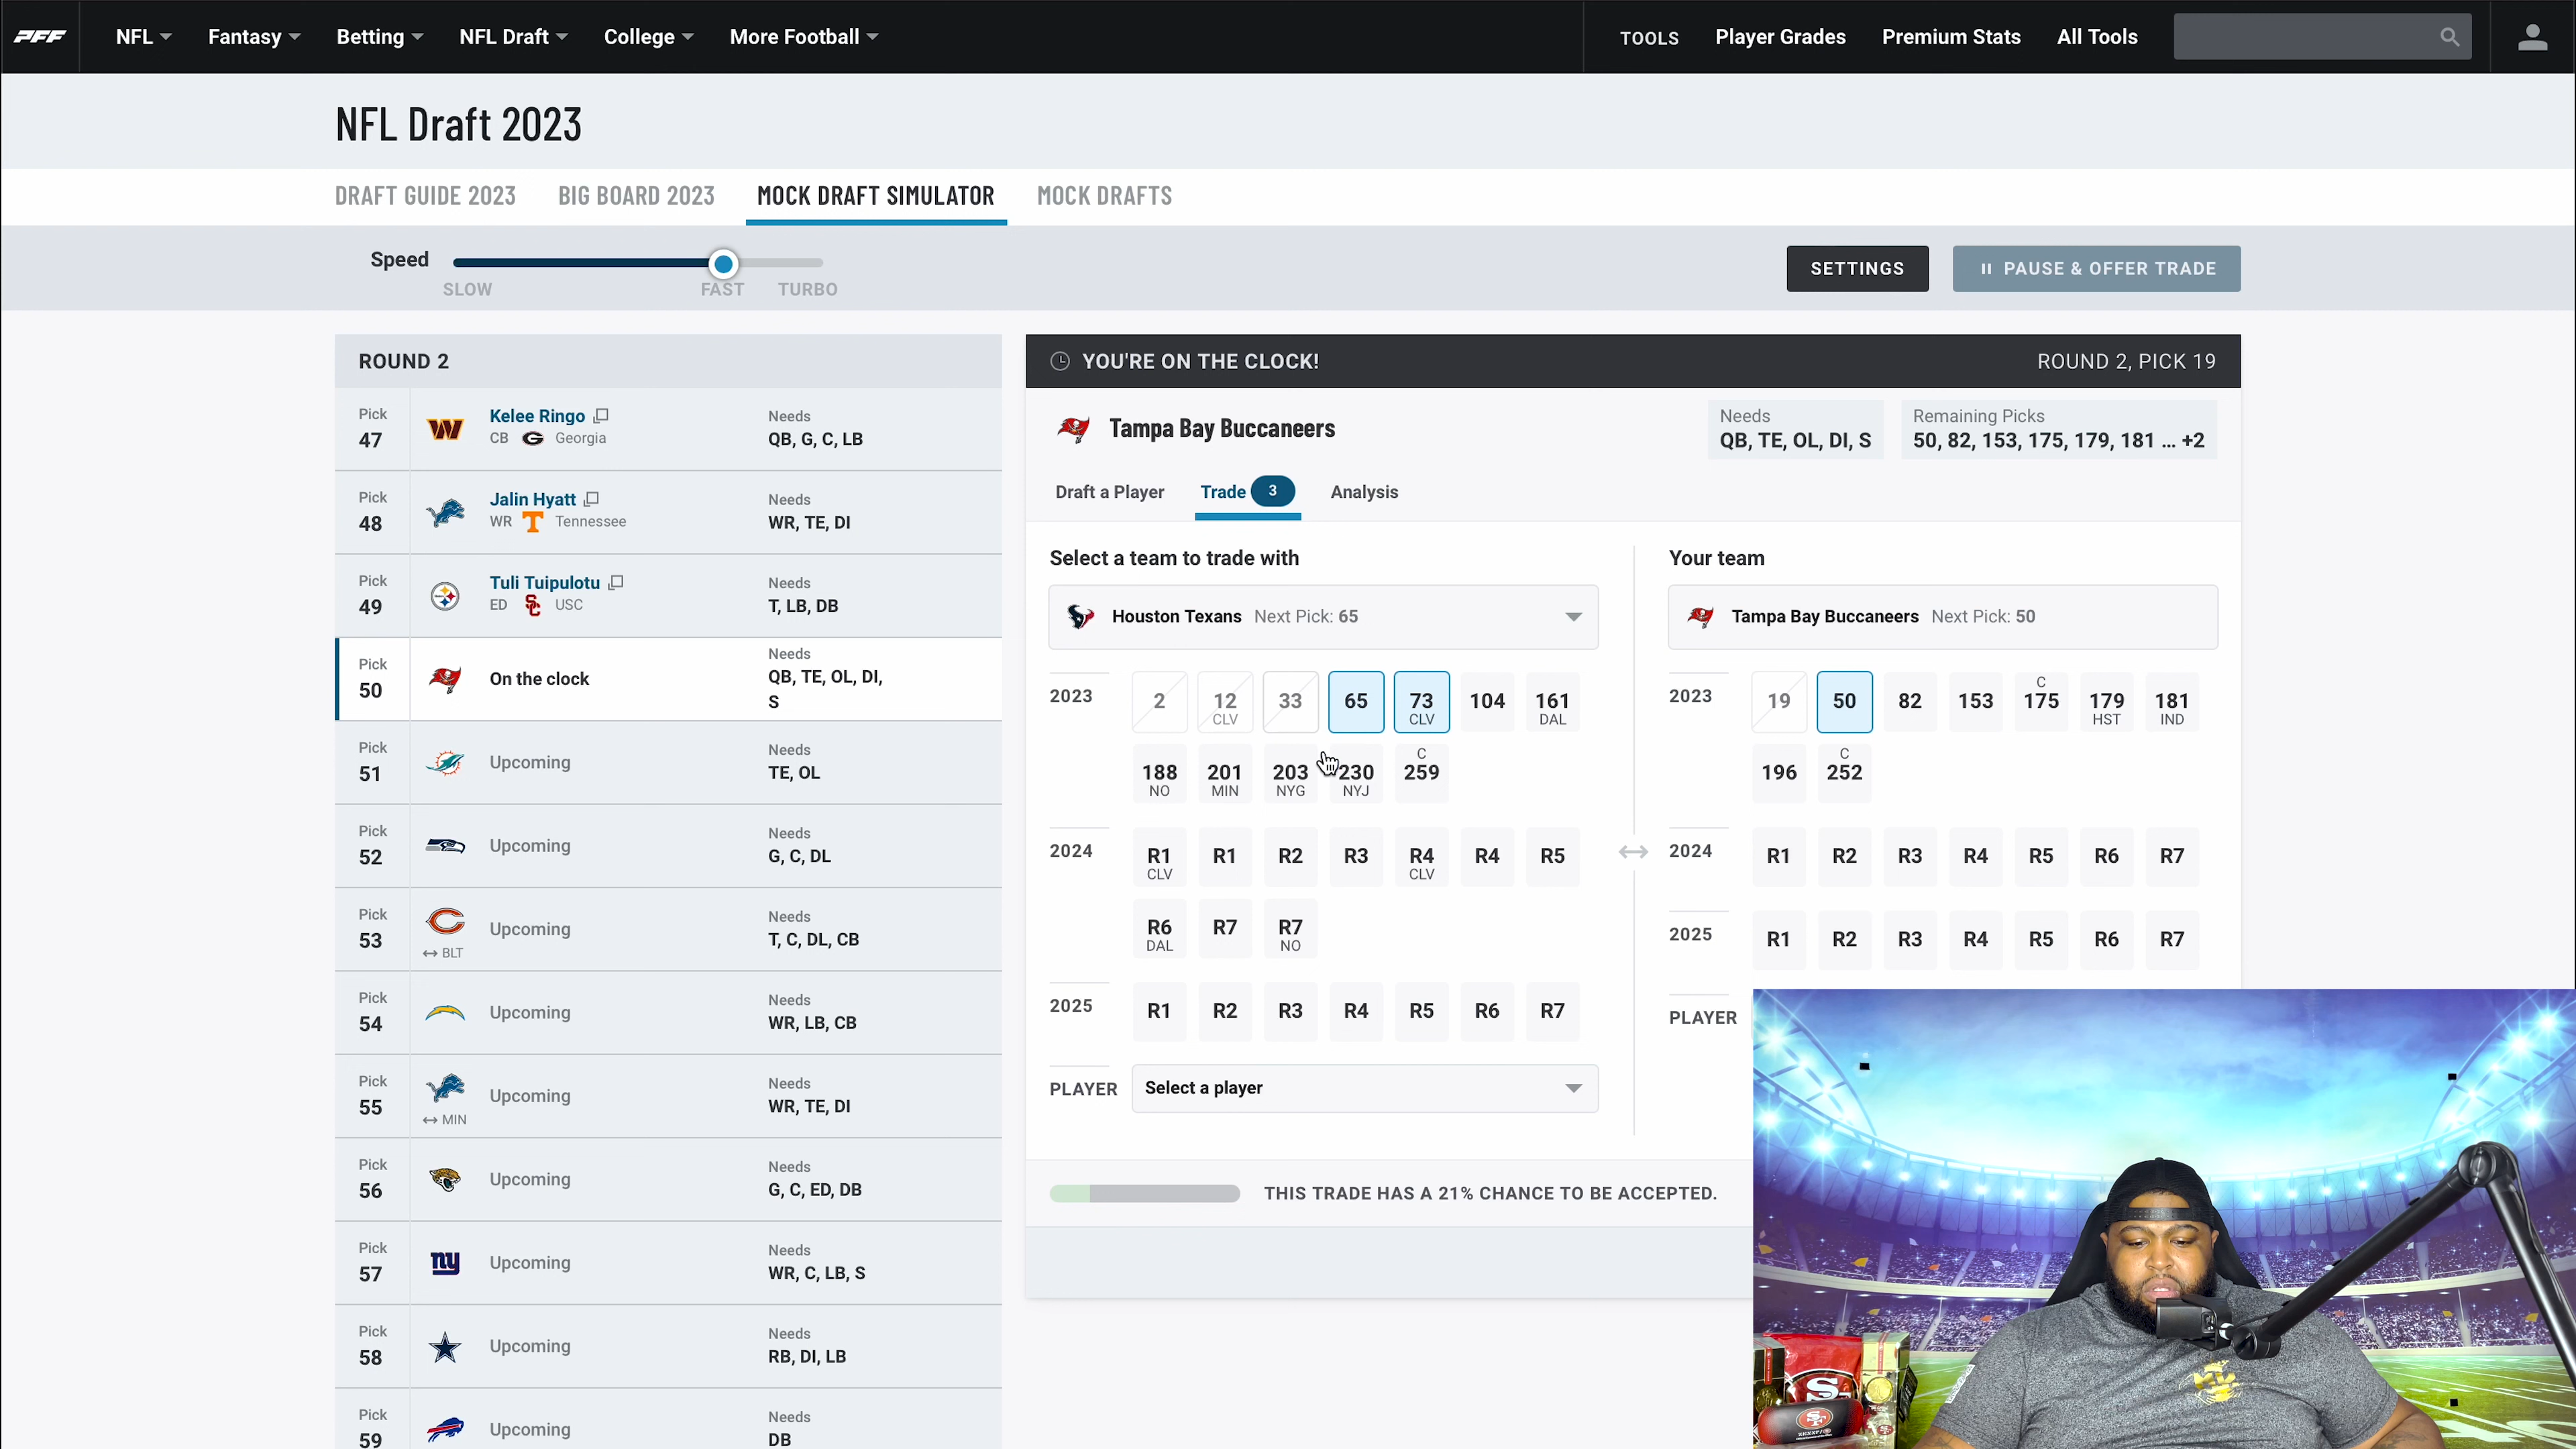 PFF NFL Fantasy Betting NFL Draft College More Football TOOLS Player Grades Premium Stats All Tools
NFL Draft 2023
DRAFT GUIDE 2023 BIG BOARD 2023 MOCK DRAFT SIMULATOR MOCK DRAFTS
Speed
SLOW FAST TURBO
SETTINGS
PAUSE & OFFER TRADE
ROUND 2
Pick Kelee Ringo Needs
47 CB G Georgia QB, G, C, LB
Pick Jalin Hyatt Needs
48 WR T Tennessee WR, TE, DI
Pick Tuli Tuipulotu Needs
49 ED SC USC T, LB, DB
Pick On the clock Needs
50 QB, TE, OL, DI,
S
Pick Upcoming Needs
51 TE, OL
Pick Upcoming Needs
52 G, C, DL
Pick Upcoming Needs
53 T, C, DL, CB
BLT
Pick Upcoming Needs
54 WR, LB, CB
Pick Upcoming Needs
55 WR, TE, DI
MIN
Pick Upcoming Needs
56 G, C, ED, DB
Pick ny Upcoming Needs
57 WR, C, LB, S
Pick Upcoming Needs
58 RB, DI, LB
Pick Upcoming Needs
59 DB
YOU'RE ON THE CLOCK! ROUND 2, PICK 19
Tampa Bay Buccaneers
Needs
QB, TE, OL, DI, S
Remaining Picks
50, 82, 153, 175, 179, 181 ... +2
Draft a Player Trade 3 Analysis
Select a team to trade with
Houston Texans Next Pick: 65
2023 2 12 33 65 73 104 161
CLV CLV DAL
C
188 201 203 230 259
NO MIN NYG NYJ
2024 R1 R1 R2 R3 R4 R4 R5
CLV CLV
R6 R7 R7
DAL NO
2025 R1 R2 R3 R4 R5 R6 R7
PLAYER Select a player
THIS TRADE HAS A 21% CHANCE TO BE ACCEPTED.
Your team
Tampa Bay Buccaneers Next Pick: 50
C
2023 19 50 82 153 175 179 181
HST IND
C
196 252
2024 R1 R2 R3 R4 R5 R6 R7
2025 R1 R2 R3 R4 R5 R6 R7
PLAYER
SF